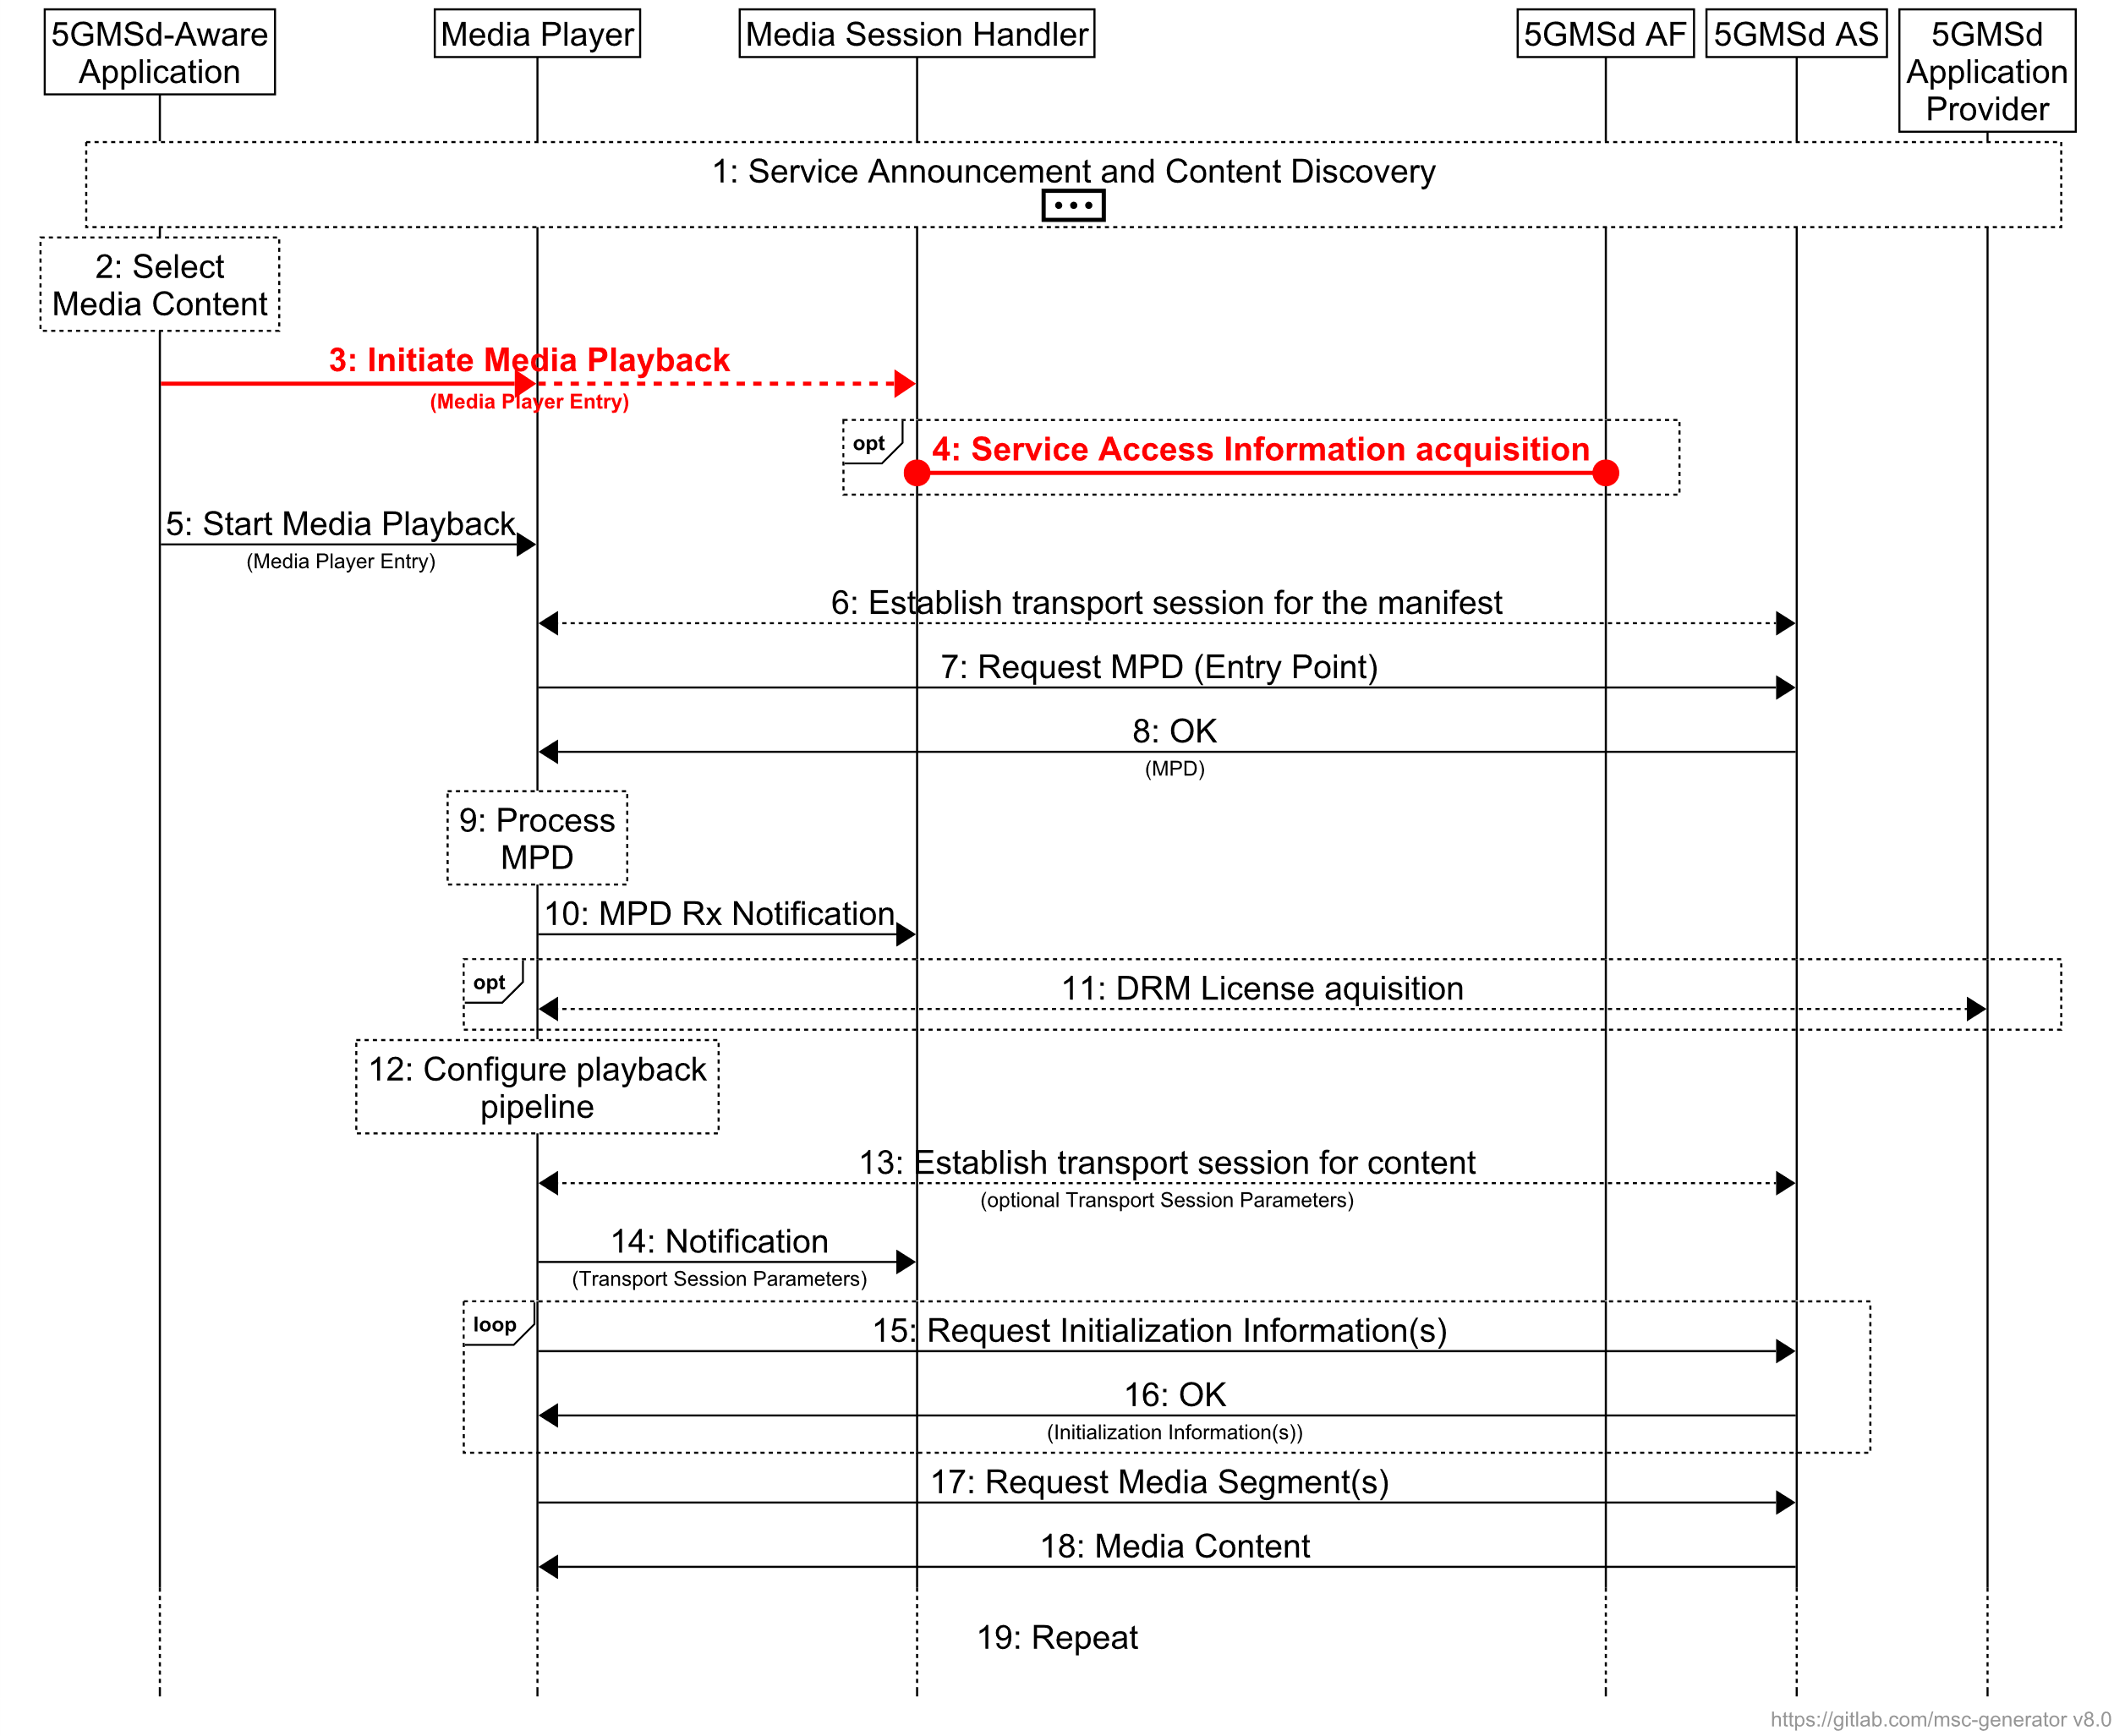 5GMSd-Aware
Application
Media Player
Media Session Handler
5GMSd AF
5GMSd AS
5GMSd
Application
Provider
1: Service Announcement and Content Discovery
2: Select
Media Content
3: Initiate Media Playback
(Media Player Entry)
opt
4: Service Access Information acquisition
5: Start Media Playback
(Media Player Entry)
6: Establish transport session for the manifest
7: Request MPD (Entry Point)
8: OK
(MPD)
9: Process
MPD
10: MPD Rx Notification
opt
11: DRM License aquisition
12: Configure playback
pipeline
13: Establish transport session for content
(optional Transport Session Parameters)
14: Notification
(Transport Session Parameters)
loop
15: Request Initialization Information(s)
16: OK
(Initialization Information(s))
17: Request Media Segment(s)
18: Media Content
19: Repeat
https://gitlab.com/msc-generator v8.0